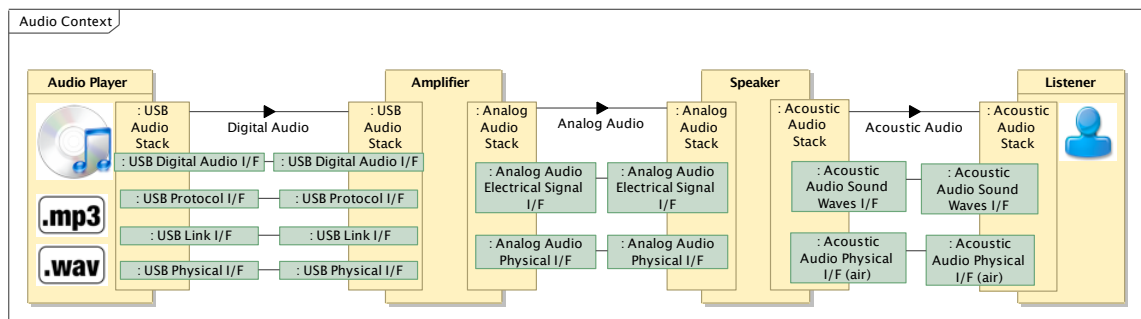 Audio Context
Audio Player
Amplifier
Speaker
Listener
: USB
Audio
Stack
Digital Audio
: USB
Audio
Stack
: Analog
Audio
Stack
Analog Audio
: Analog
Audio
Stack
: Acoustic
Audio
Stack
Acoustic Audio
: Acoustic
Audio
Stack
: USB Digital Audio I/F
: USB Digital Audio I/F
: USB Protocol I/F
: USB Protocol I/F
: USB Link I/F
: USB Link I/F
: USB Physical I/F
: USB Physical I/F
.mp3
.wav
: Analog Audio
Electrical Signal
I/F
: Analog Audio
Electrical Signal
I/F
: Analog Audio
Physical I/F
: Analog Audio
Physical I/F
: Acoustic
Audio Sound
Waves I/F
: Acoustic
Audio Sound
Waves I/F
: Acoustic
Audio Physical
I/F (air)
: Acoustic
Audio Physical
I/F (air)